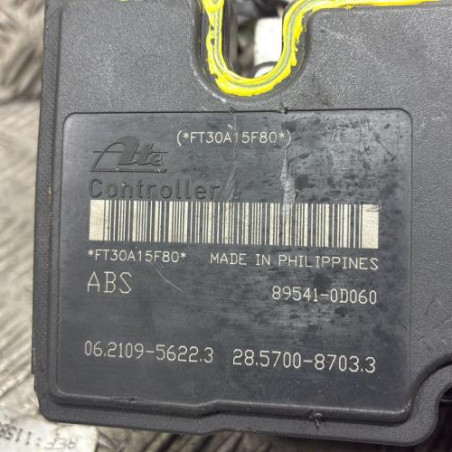 (*FT30A15F80*)
Ate
Controller
*FT30A15F80* MADE IN PHILIPPINES
ABS 89541-0D060
06.2109-5622.3 28.5700-8703.3